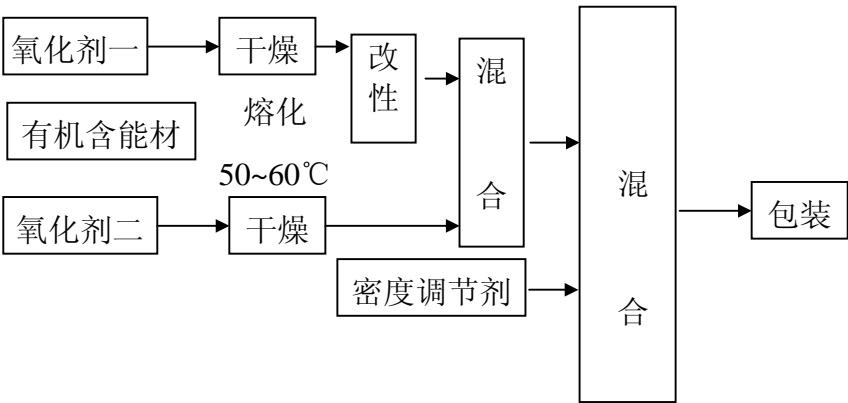 氧化剂一
干燥
改性
混合
熔化
有机含能材
50~60℃
氧化剂二
干燥
密度调节剂
混合
包装